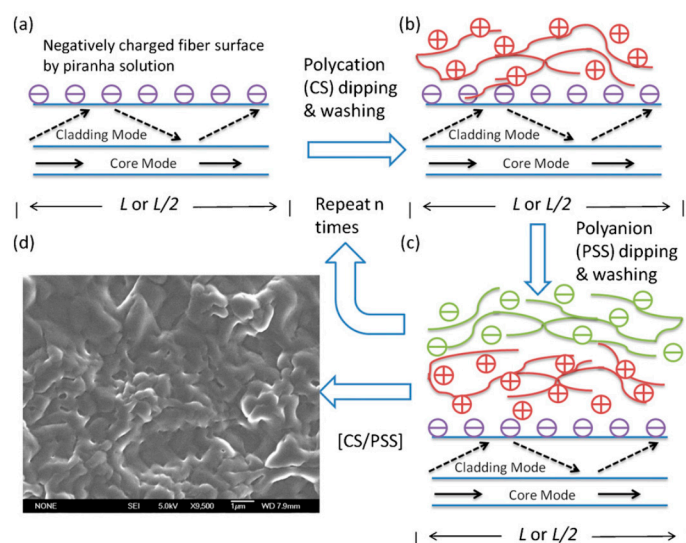 (a)
Negatively charged fiber surface
by piranha solution
Cladding Mode
Core Mode
L or L/2
Polycation
(CS) dipping
& washing
(b)
Cladding Mode
Core Mode
L or L/2
Polyanion
(PSS) dipping
& washing
(c)
Cladding Mode
Core Mode
L or L/2
Repeat n
times
[CS/PSS]
(d)
NONE SEI 5.0kV X9,500 1μm WD 7.9mm